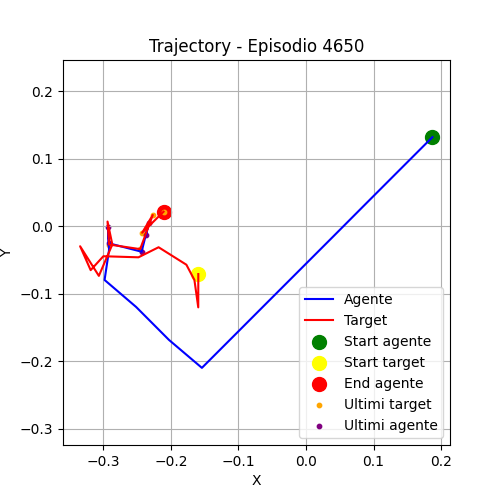 Trajectory - Episodio 4650
0.2
0.1
0.0
−0.1
−0.2
−0.3
Y
−0.3
−0.2
−0.1
0.0
0.1
0.2
X
Agente
Target
Start agente
Start target
End agente
Ultimi target
Ultimi agente